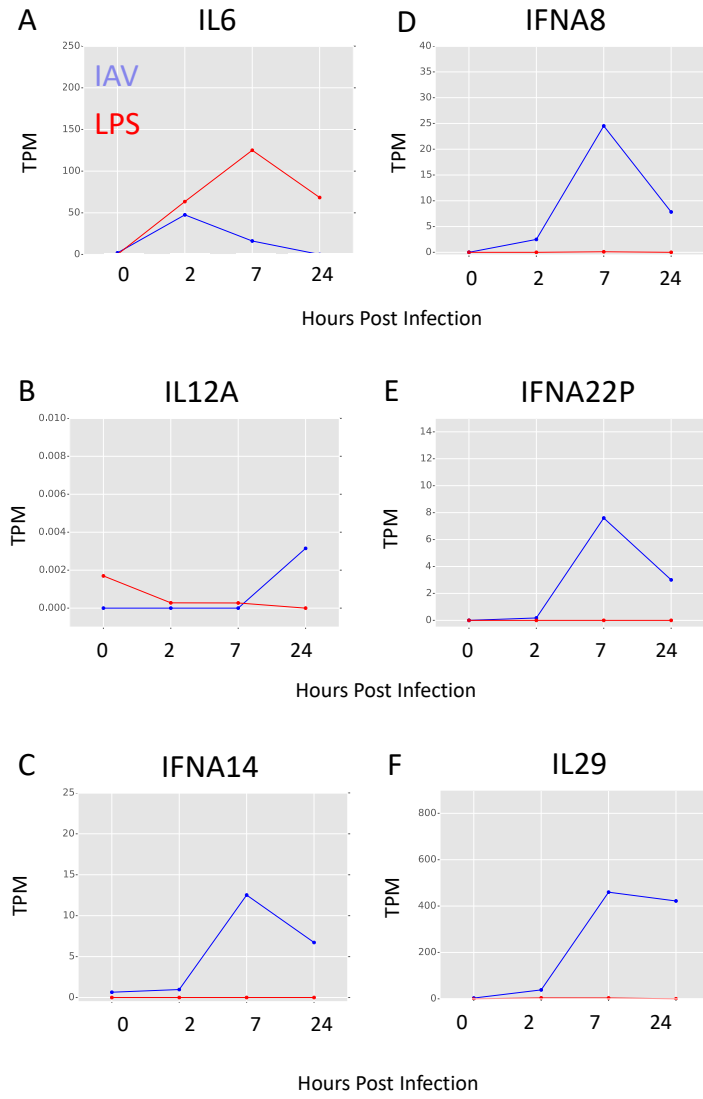 A
IL6
250
200
150
100
50
0
TPM
IAV
LPS
0 2 7 24
D
IFNA8
40
35
30
25
20
15
10
5
0
TPM
0 2 7 24
Hours Post Infection
B
IL12A
0.010
0.008
0.006
0.004
0.002
0.000
TPM
0 2 7 24
E
IFNA22P
14
12
10
8
6
4
2
0
TPM
0 2 7 24
Hours Post Infection
C
IFNA14
25
20
15
10
5
0
TPM
0 2 7 24
F
IL29
800
600
400
200
0
TPM
0 2 7 24
Hours Post Infection